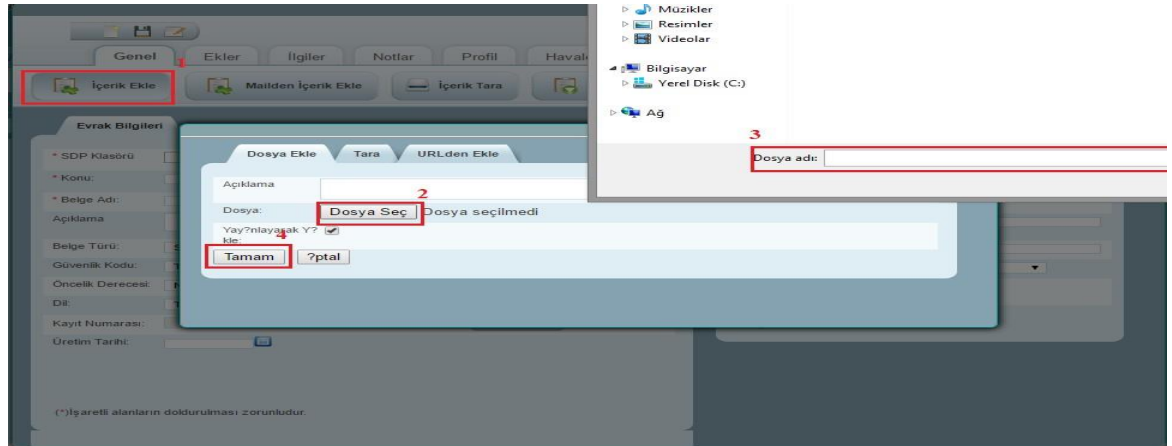 Müzikler
Resimler
Videolar
Bilgisayar
Yerel Disk (C:)
Ağ
3
Dosya adı:
Genel Ekler İlgiler Notlar Profil
1
İçerik Ekle Mailden İçerik Ekle İçerik Tara
Evrak Bilgileri
* SDP Klasörü
* Konu:
* Belge Adı:
Açıklama
Belge Türü:
Güvenlik Kodu:
Öncelik Derecesi:
Dil:
Kayıt Numarası:
Üretim Tarihi:
(*)İşaretli alanların doldurulması zorunludur.
Dosya Ekle Tara URLden Ekle
Açıklama
2
Dosya: Dosya Seç Dosya seçilmedi
Yay?nlayarak Y?
kle:
4
Tamam ?ptal